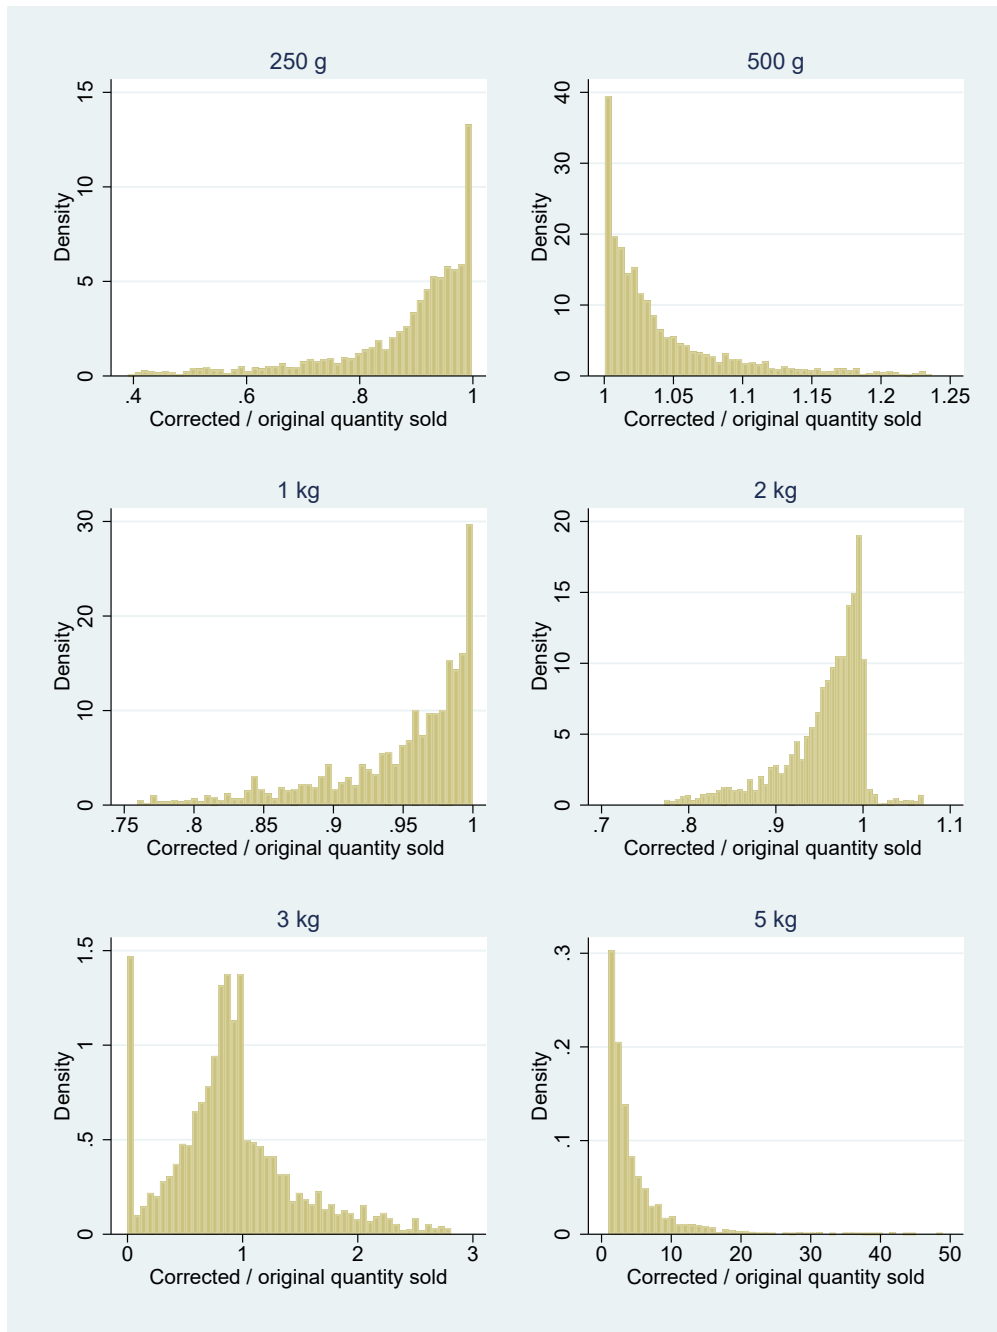 250 g
500 g
15
10
5
0
Density
.4 .6 .8 1
Corrected / original quantity sold
40
30
20
10
0
Density
1 1.05 1.1 1.15 1.2 1.25
Corrected / original quantity sold
1 kg
2 kg
30
20
10
0
Density
.75 .8 .85 .9 .95 1
Corrected / original quantity sold
20
15
10
5
0
Density
.7 .8 .9 1 1.1
Corrected / original quantity sold
3 kg
5 kg
1.5
1
.5
0
Density
0 1 2 3
Corrected / original quantity sold
.3
.2
.1
0
Density
0 10 20 30 40 50
Corrected / original quantity sold